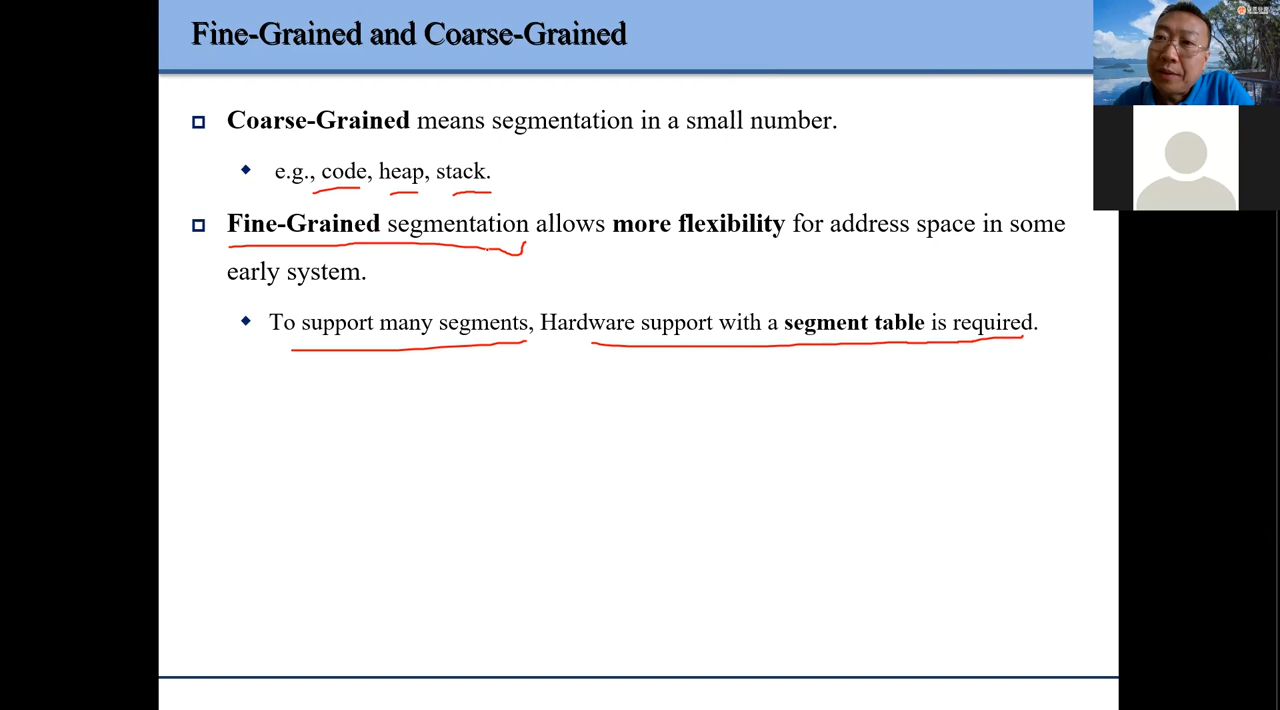 Fine-Grained and Coarse-Grained
Coarse-Grained means segmentation in a small number.
e.g., code, heap, stack.
Fine-Grained segmentation allows more flexibility for address space in some
early system.
To support many segments, Hardware support with a segment table is required.